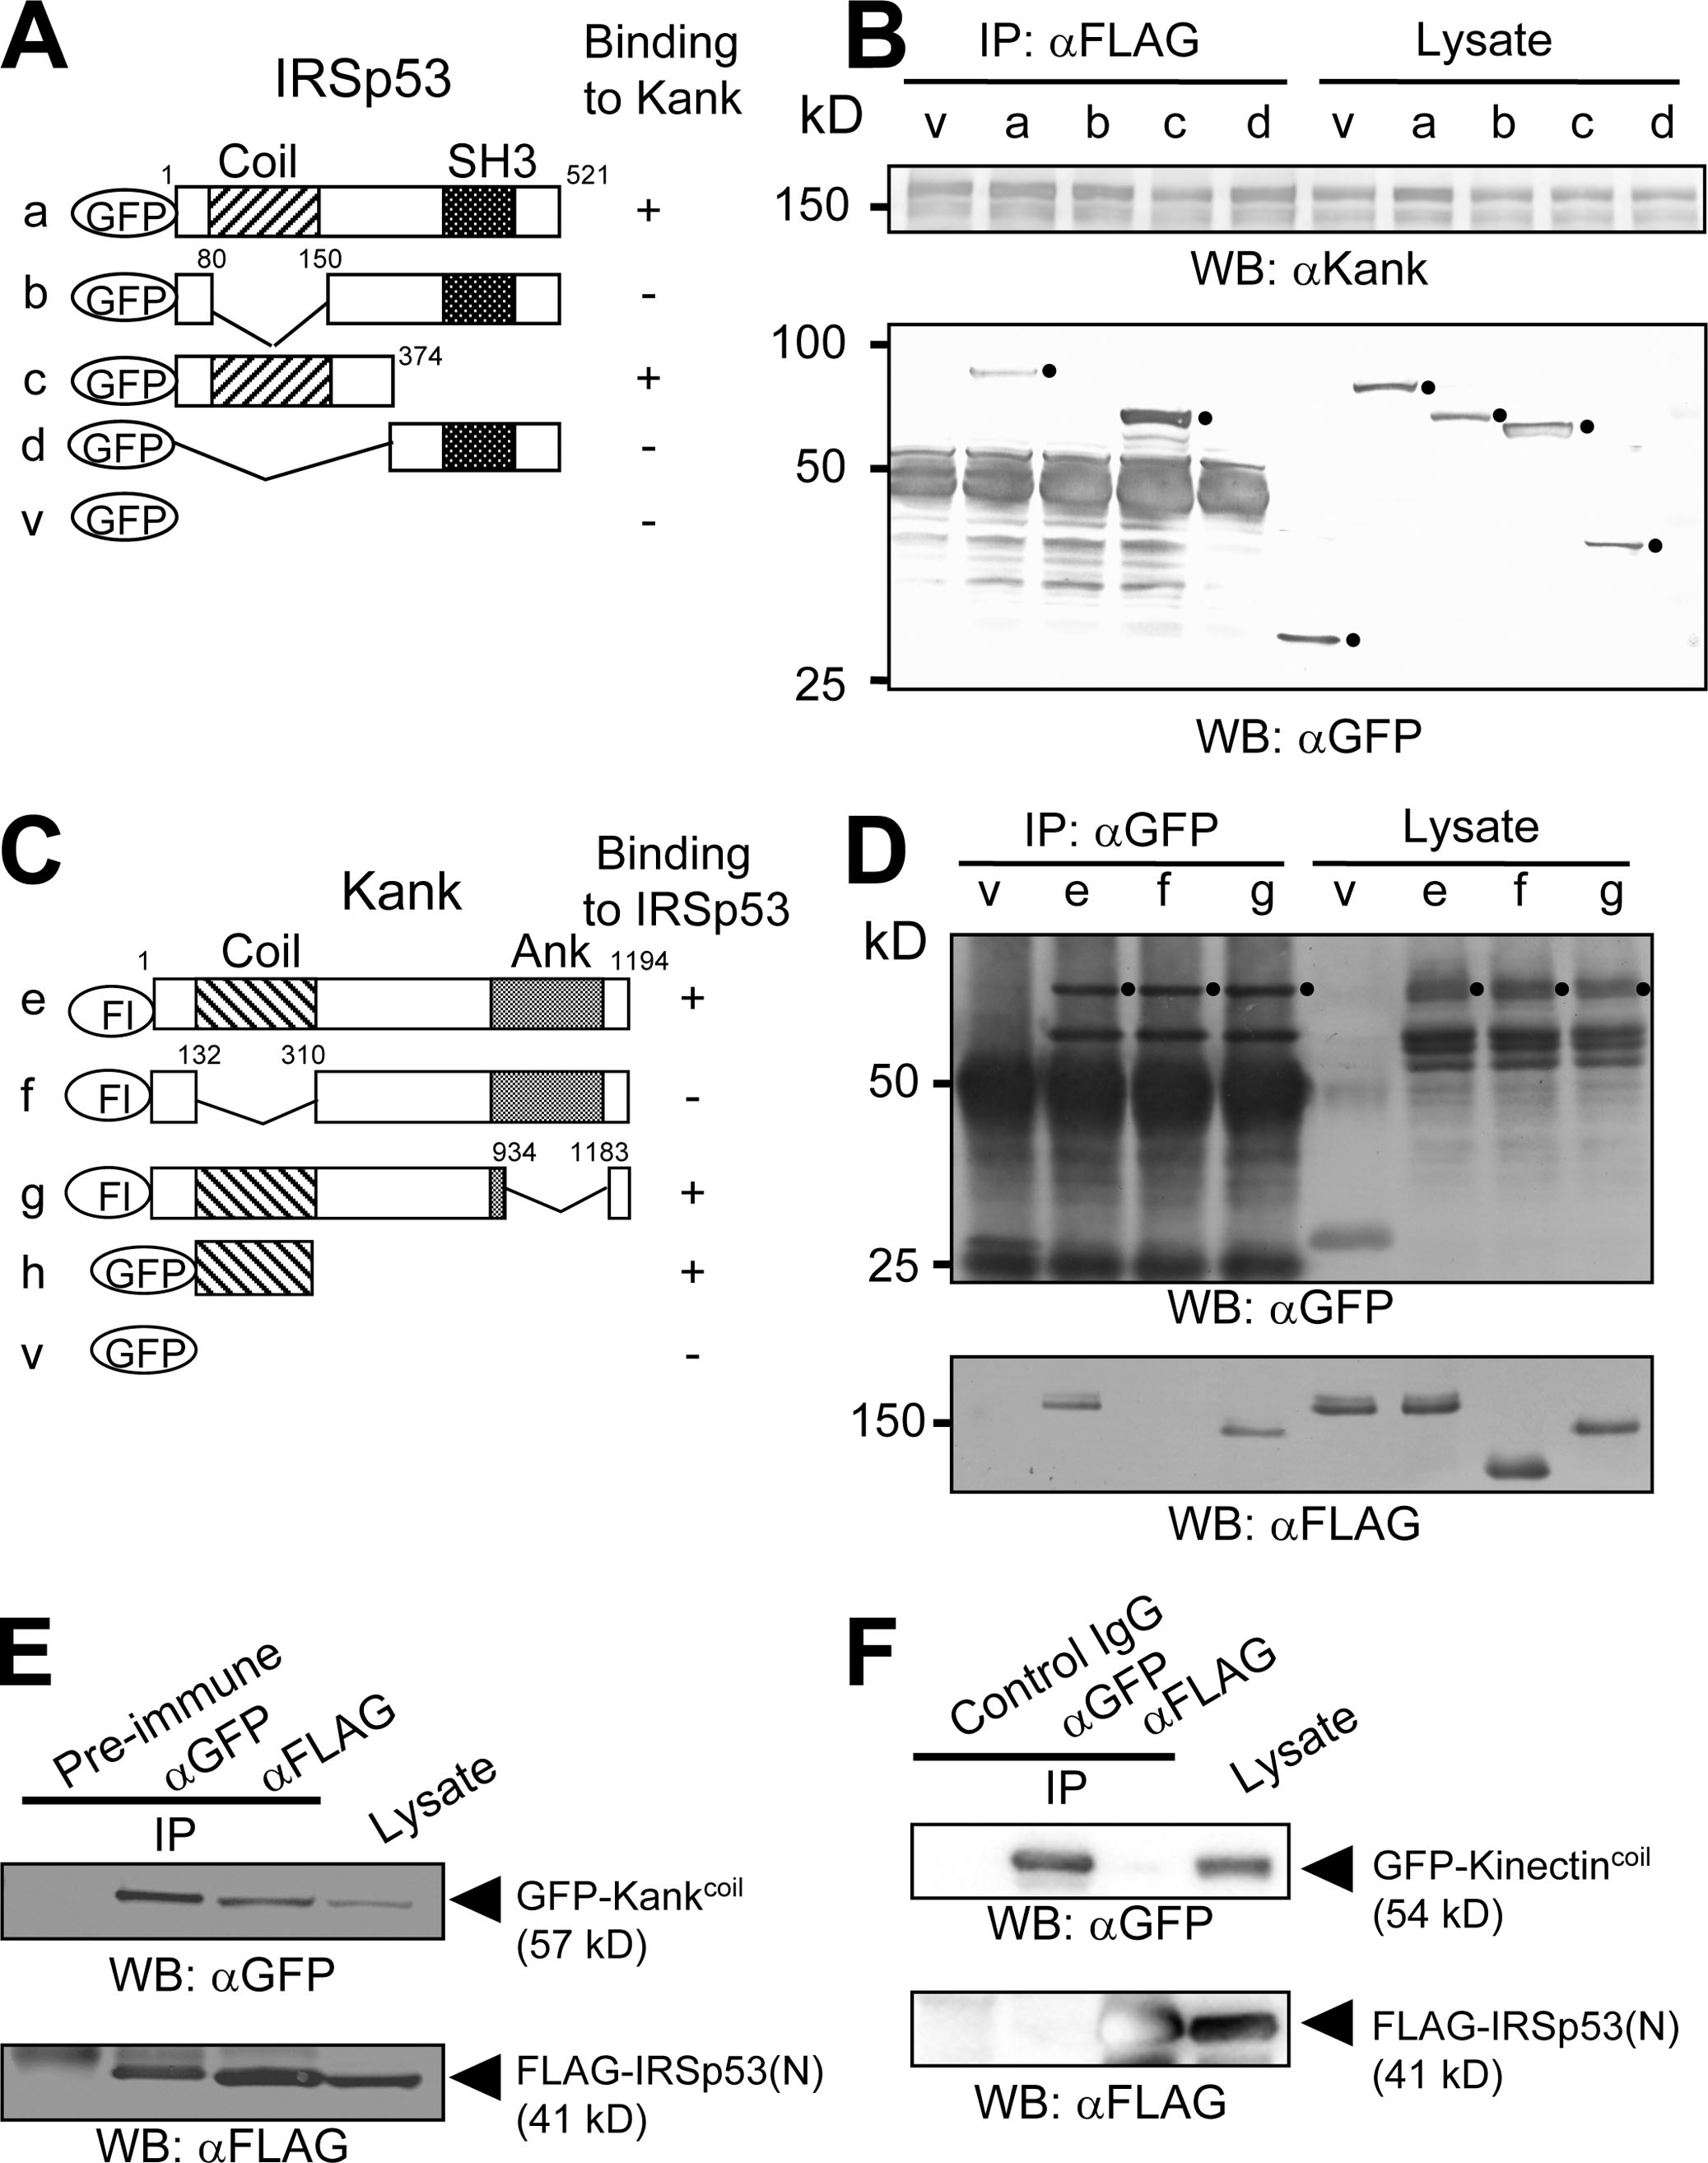 A
IRSp53
Binding
to Kank
Coil
SH3
1
521
a
GFP
+
80
150
b
GFP
-
374
c
GFP
+
d
GFP
-
v
GFP
-
B
IP: αFLAG
Lysate
kD
v a b c d v a b c d
150
WB: αKank
100
50
25
WB: αGFP
C
Kank
Binding
to IRSp53
Coil
Ank
1
1194
e
Fl
+
132
310
f
Fl
-
934
1183
g
Fl
+
h
GFP
+
v
GFP
-
D
IP: αGFP
Lysate
v e f g v e f g
kD
50
25
WB: αGFP
150
WB: αFLAG
E
Pre-immune
αGFP
αFLAG
Lysate
IP
GFP-Kankcoil
(57 kD)
WB: αGFP
FLAG-IRSp53(N)
(41 kD)
WB: αFLAG
F
Control IgG
αGFP
αFLAG
Lysate
IP
GFP-Kinectincoil
(54 kD)
WB: αGFP
FLAG-IRSp53(N)
(41 kD)
WB: αFLAG